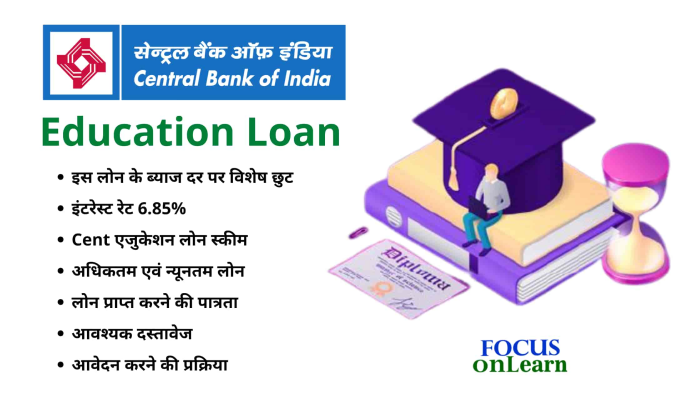 सेन्ट्रल बैंक ऑफ़ इंडिया
Central Bank of India
Education Loan
इस लोन के ब्याज दर पर विशेष छुट
इंटरेस्ट रेट 6.85%
Cent एजुकेशन लोन स्कीम
अधिकतम एवं न्यूनतम लोन
लोन प्राप्त करने की पात्रता
आवश्यक दस्तावेज
आवेदन करने की प्रक्रिया
Diploma
FOCUS
onLearn